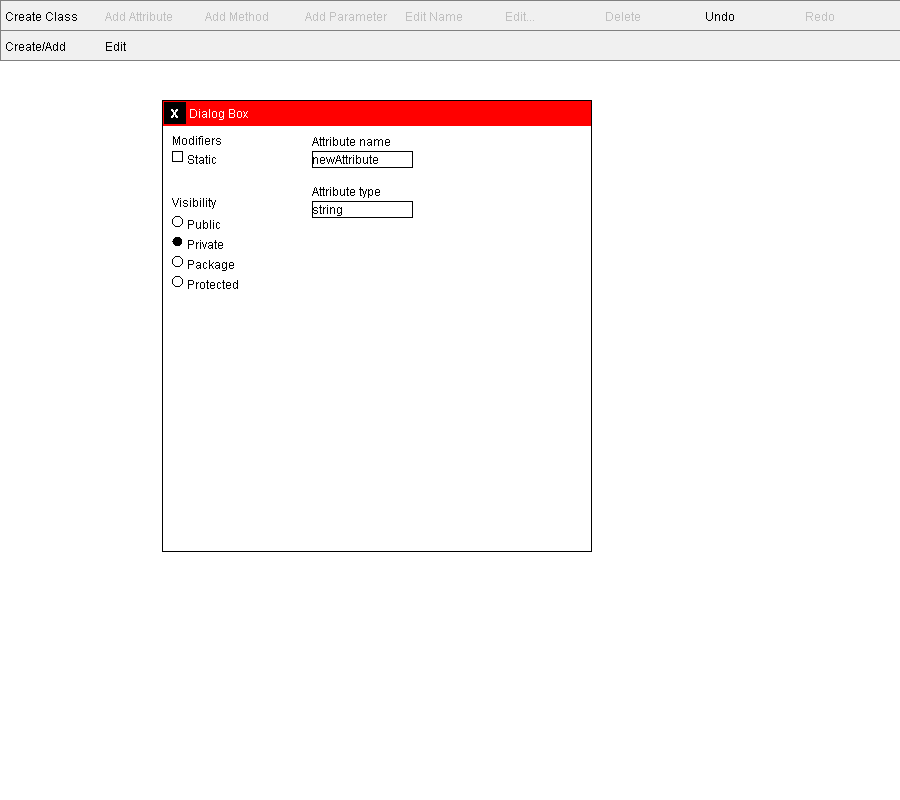 Create Class Add Attribute Add Method Add Parameter Edit Name Edit... Delete Undo Redo
Create/Add Edit
X Dialog Box
Modifiers
Static
Visibility
Public
Private
Package
Protected
Attribute name
newAttribute
Attribute type
string